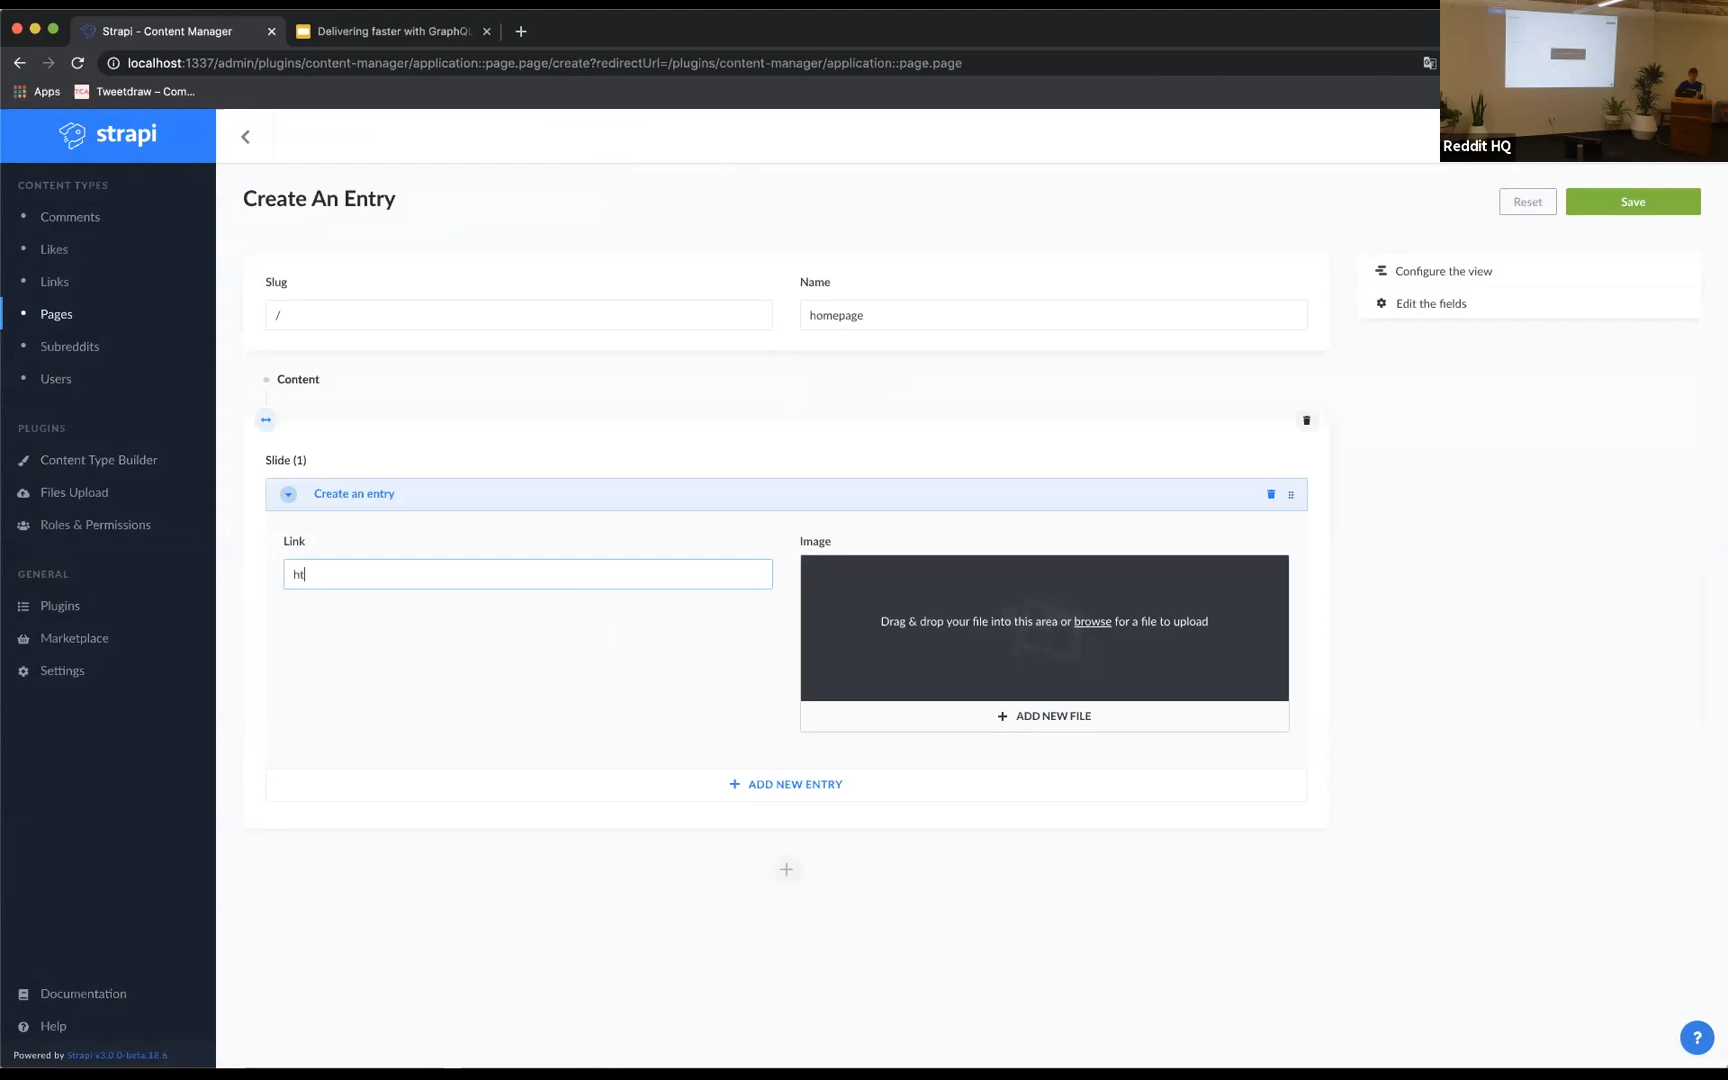 Strapi - Content Manager
Delivering faster with GraphQL
localhost:1337/admin/plugins/content-manager/application::page.page/create?redirectUrl=/plugins/content-manager/application::page.page
Apps
TCA
Tweetdraw – Com...
Reddit HQ
strapi
CONTENT TYPES
Comments
Likes
Links
Pages
Subreddits
Users
PLUGINS
Content Type Builder
Files Upload
Roles & Permissions
GENERAL
Plugins
Marketplace
Settings
Documentation
Help
Powered by Strapi v3.0.0-beta.18.6
Create An Entry
Reset
Save
Slug
/
Name
homepage
Configure the view
Edit the fields
Content
Slide (1)
Create an entry
Link
ht
Image
Drag & drop your file into this area or browse for a file to upload
ADD NEW FILE
ADD NEW ENTRY